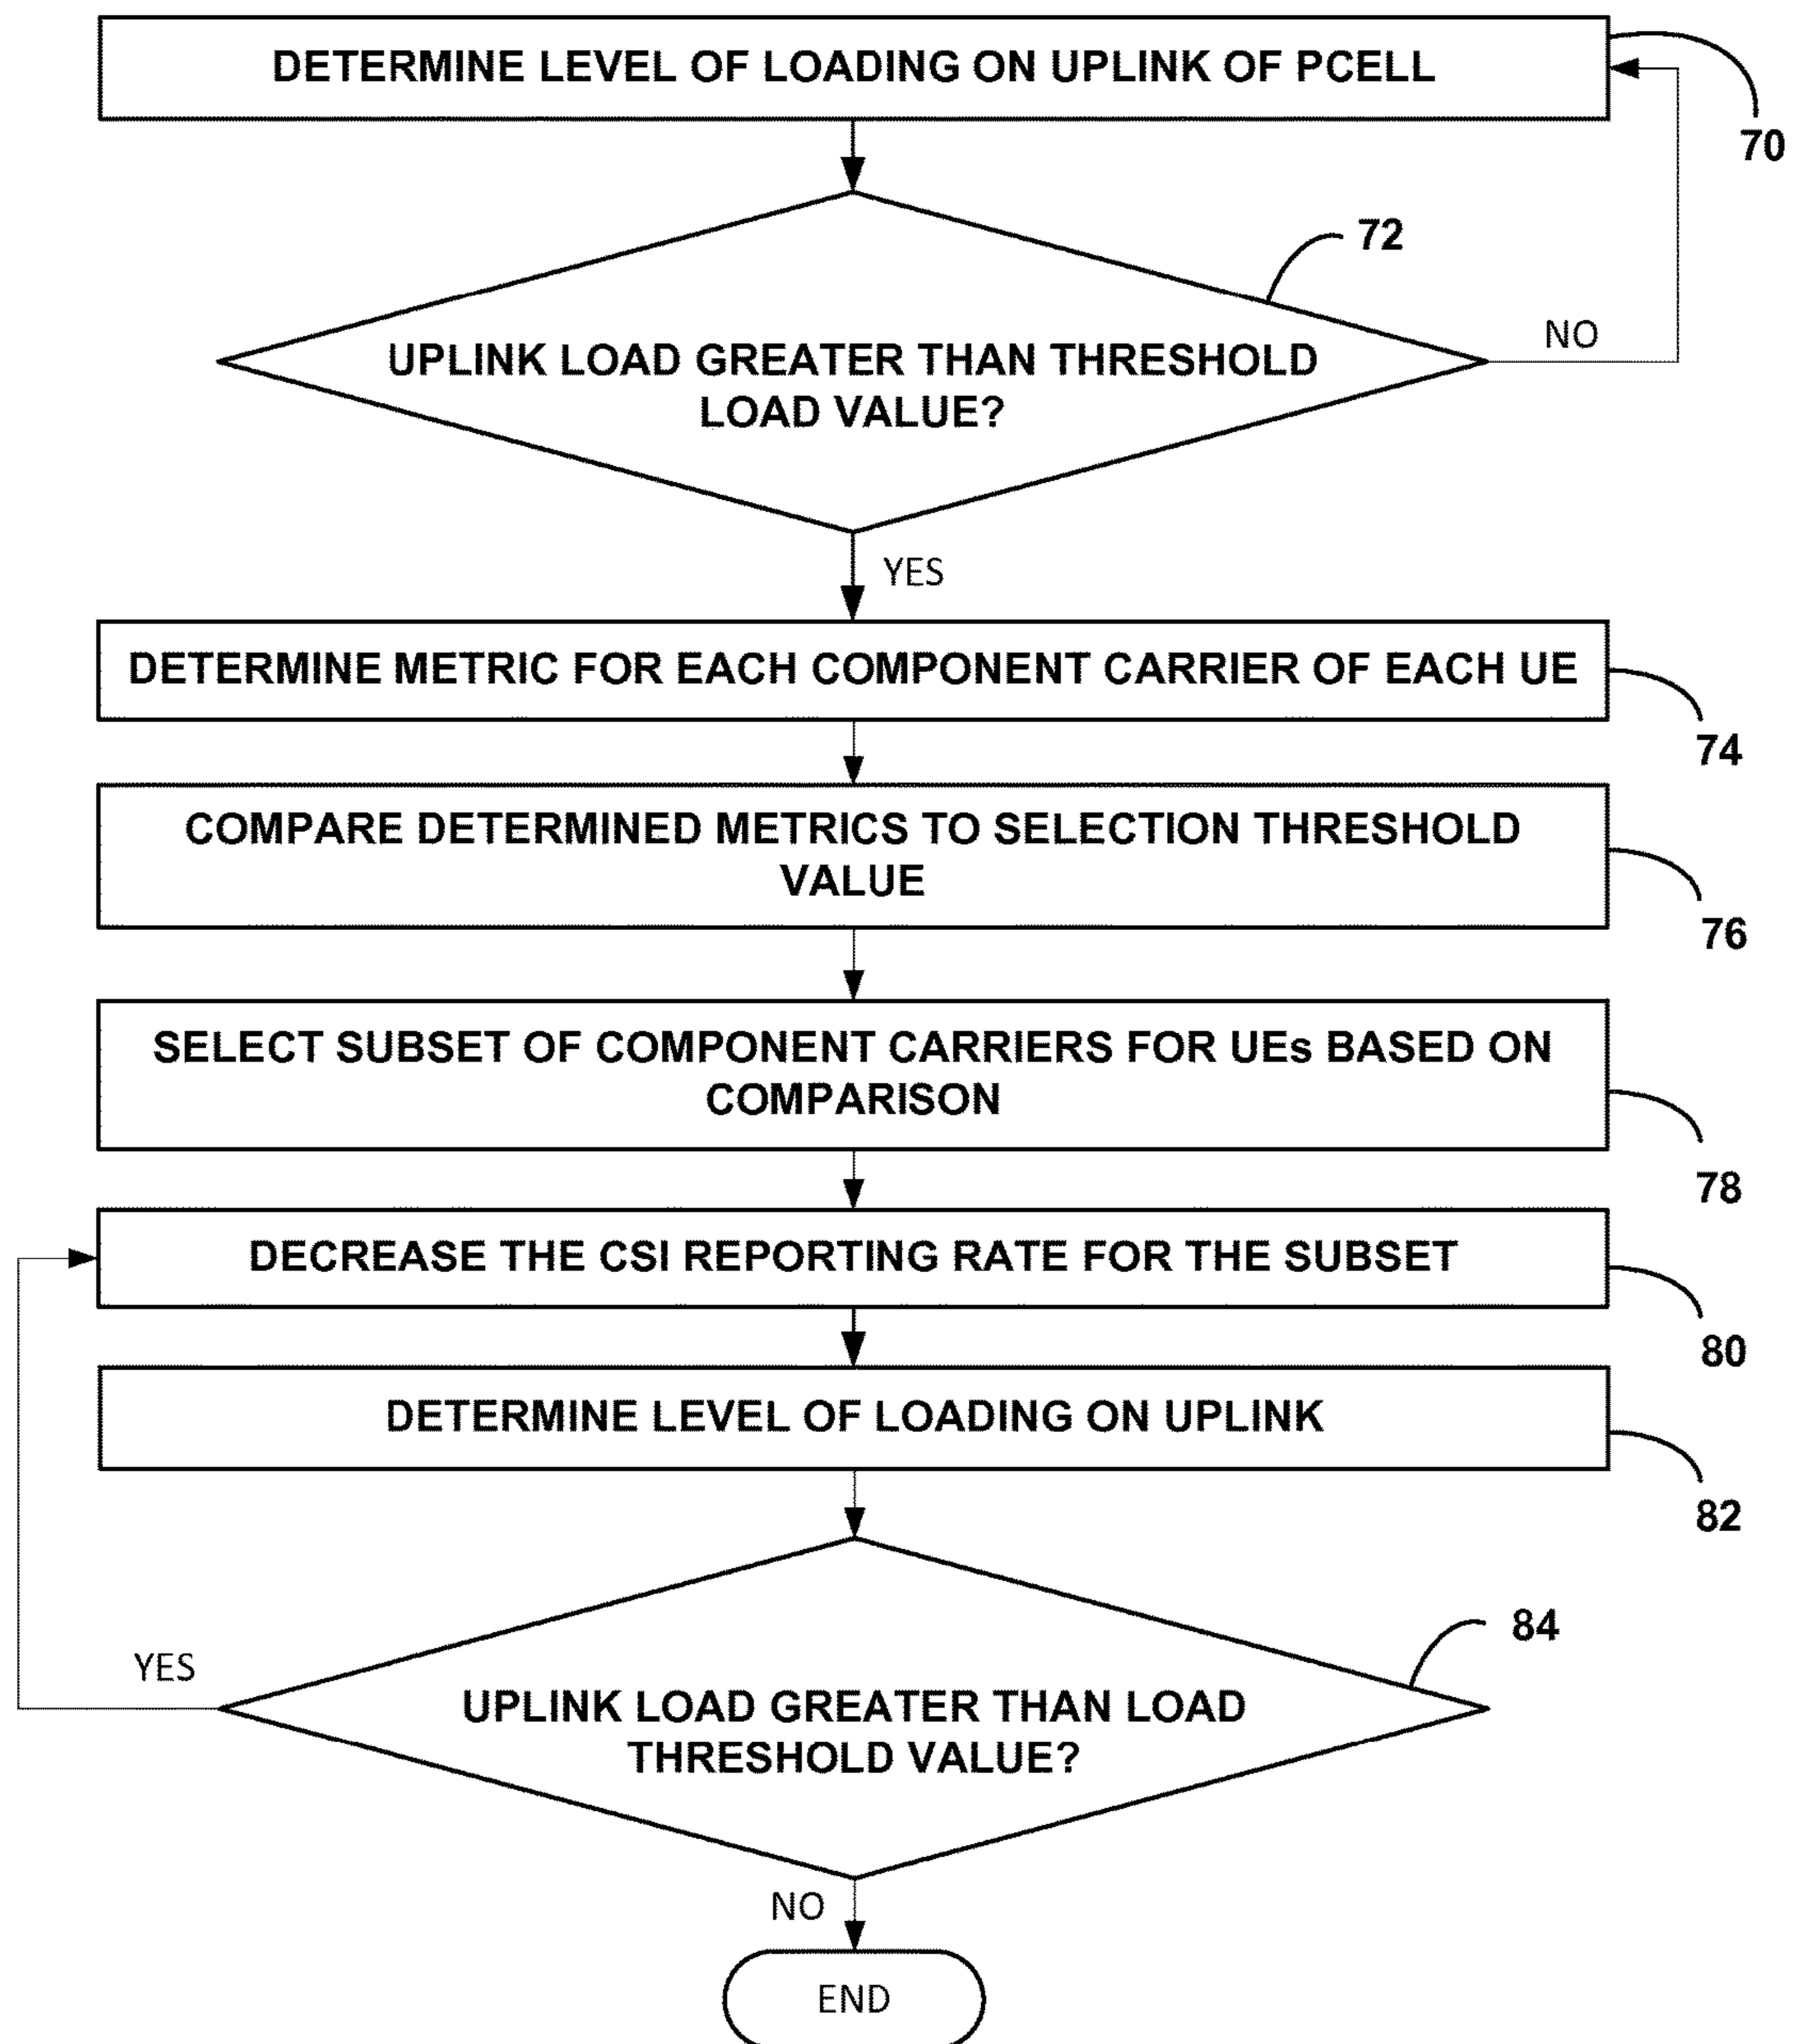 DETERMINE LEVEL OF LOADING ON UPLINK OF PCELL
70
72
UPLINK LOAD GREATER THAN THRESHOLD
LOAD VALUE?
NO
YES
DETERMINE METRIC FOR EACH COMPONENT CARRIER OF EACH UE
74
COMPARE DETERMINED METRICS TO SELECTION THRESHOLD
VALUE
76
SELECT SUBSET OF COMPONENT CARRIERS FOR UEs BASED ON
COMPARISON
78
DECREASE THE CSI REPORTING RATE FOR THE SUBSET
80
DETERMINE LEVEL OF LOADING ON UPLINK
82
84
YES
UPLINK LOAD GREATER THAN LOAD
THRESHOLD VALUE?
NO
END